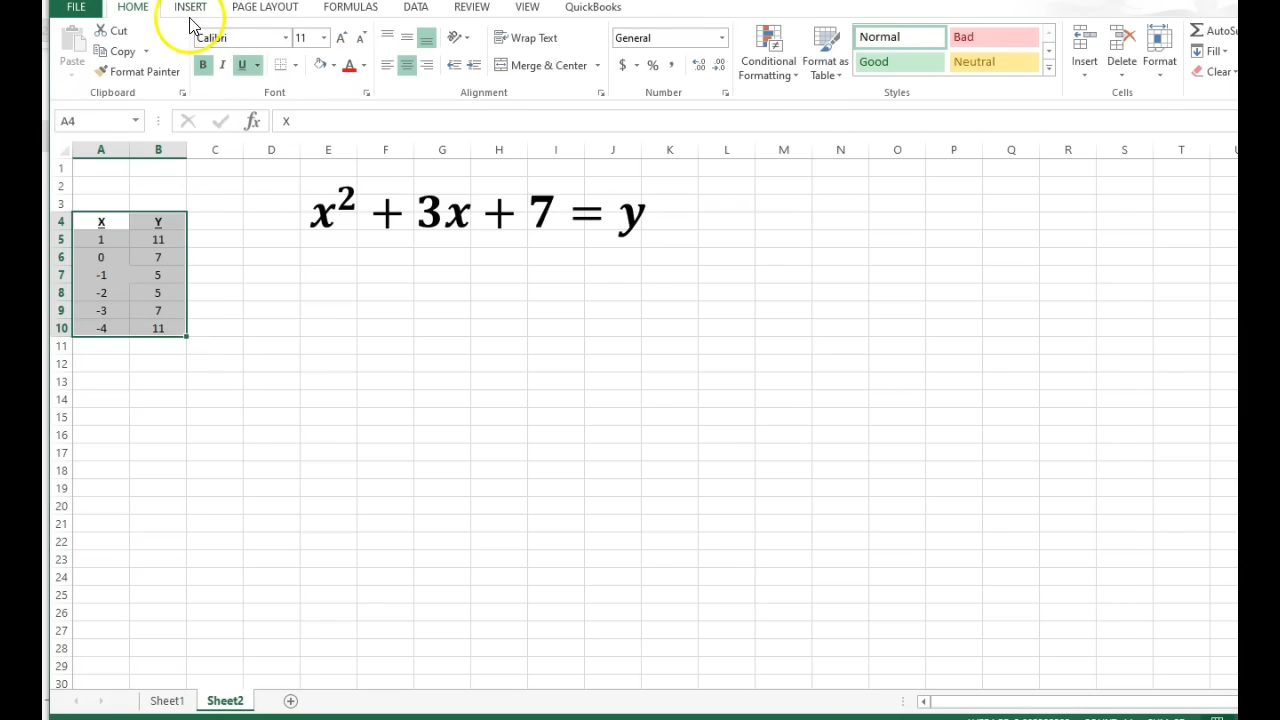 FILE HOME INSERT PAGE LAYOUT FORMULAS DATA REVIEW VIEW QuickBooks
Paste
Cut
Copy
Format Painter
Clipboard
Calibri 11
B I U
Font
Wrap Text
Merge & Center
Alignment
General
$ % ,
Number
Conditional Formatting
Format as Table
Normal Bad
Good Neutral
Styles
Insert Delete Format
Cells
AutoSu
Fill
Clear
A4 fx X
A B C D E F G H I J K L M N O P Q R S T
1
2
3
x² + 3x + 7 = y
4 X Y
5 1 11
6 0 7
7 -1 5
8 -2 5
9 -3 7
10 -4 11
11
12
13
14
15
16
17
18
19
20
21
22
23
24
25
26
27
28
29
30
Sheet1 Sheet2